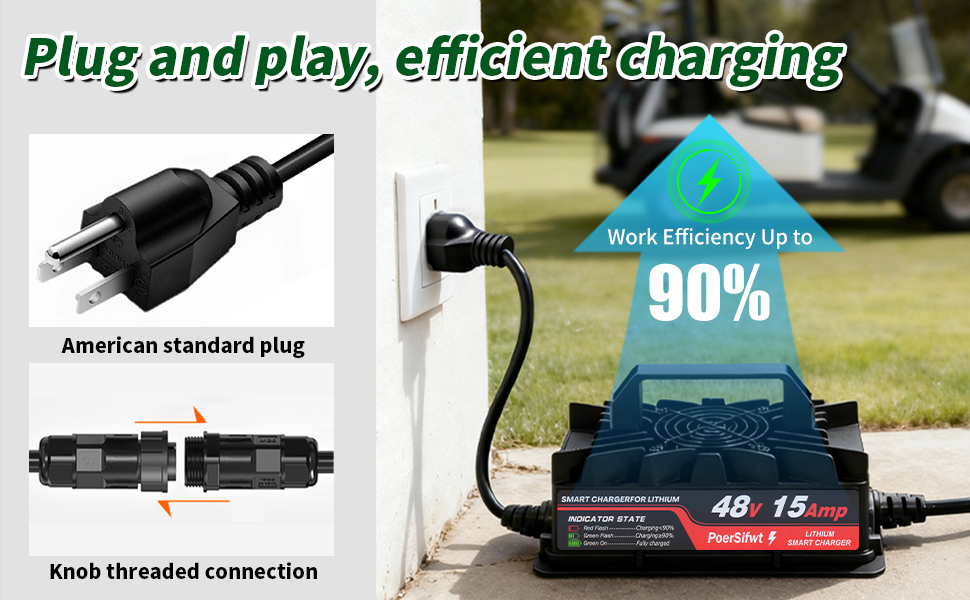 Plug and play, efficient charging
American standard plug
Knob threaded connection
Work Efficiency Up to
90%
SMART CHARGERFOR LITHIUM
48V 15Amp
INDICATOR STATE
Red Flash------------Charging<90%
Green Flash----------Charging≥90%
Green On-------------Fully charged
PoerSifwt
LITHIUM
SMART CHARGER